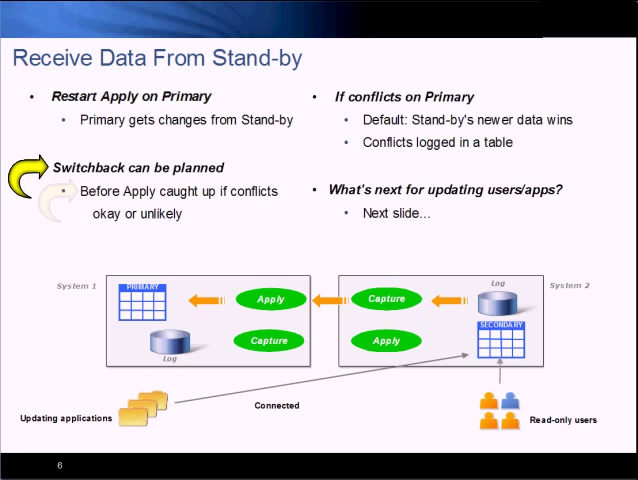 Receive Data From Stand-by
• Restart Apply on Primary
• Primary gets changes from Stand-by
Switchback can be planned
• Before Apply caught up if conflicts
okay or unlikely
• If conflicts on Primary
• Default: Stand-by's newer data wins
• Conflicts logged in a table
• What's next for updating users/apps?
• Next slide...
System 1
PRIMARY
Apply
Capture
Log
System 2
Capture
Log
SECONDARY
Apply
Updating applications
Connected
Read-only users
6